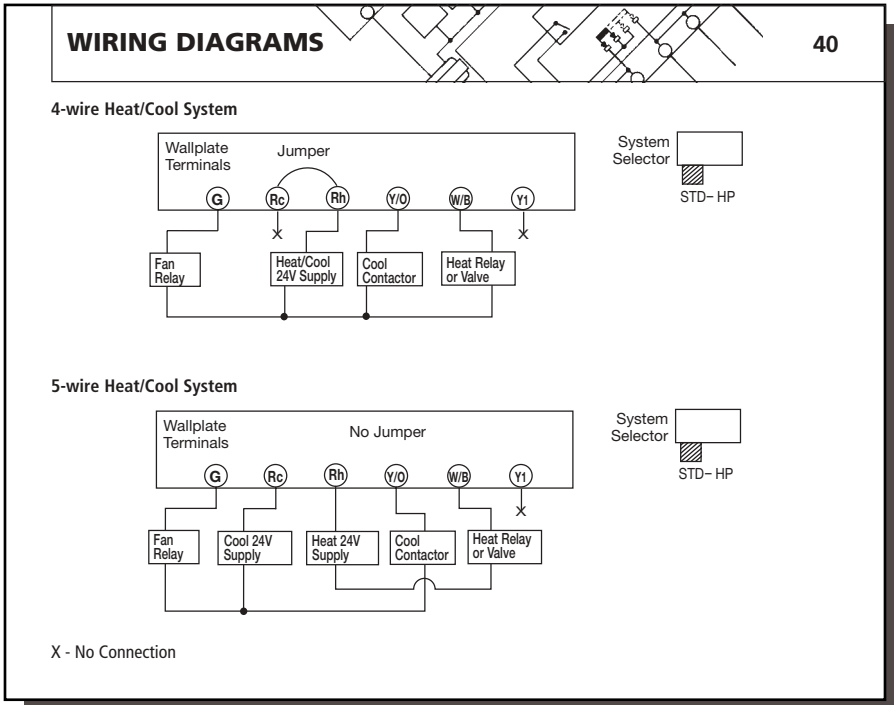 WIRING DIAGRAMS
40
4-wire Heat/Cool System
Wallplate
Terminals
Jumper
G Rc Rh Y/O W/B Y1
X X
Fan
Relay
Heat/Cool
24V Supply
Cool
Contactor
Heat Relay
or Valve
System
Selector
STD– HP
5-wire Heat/Cool System
Wallplate
Terminals
No Jumper
G Rc Rh Y/O W/B Y1
X
Fan
Relay
Cool 24V
Supply
Heat 24V
Supply
Cool
Contactor
Heat Relay
or Valve
System
Selector
STD– HP
X - No Connection